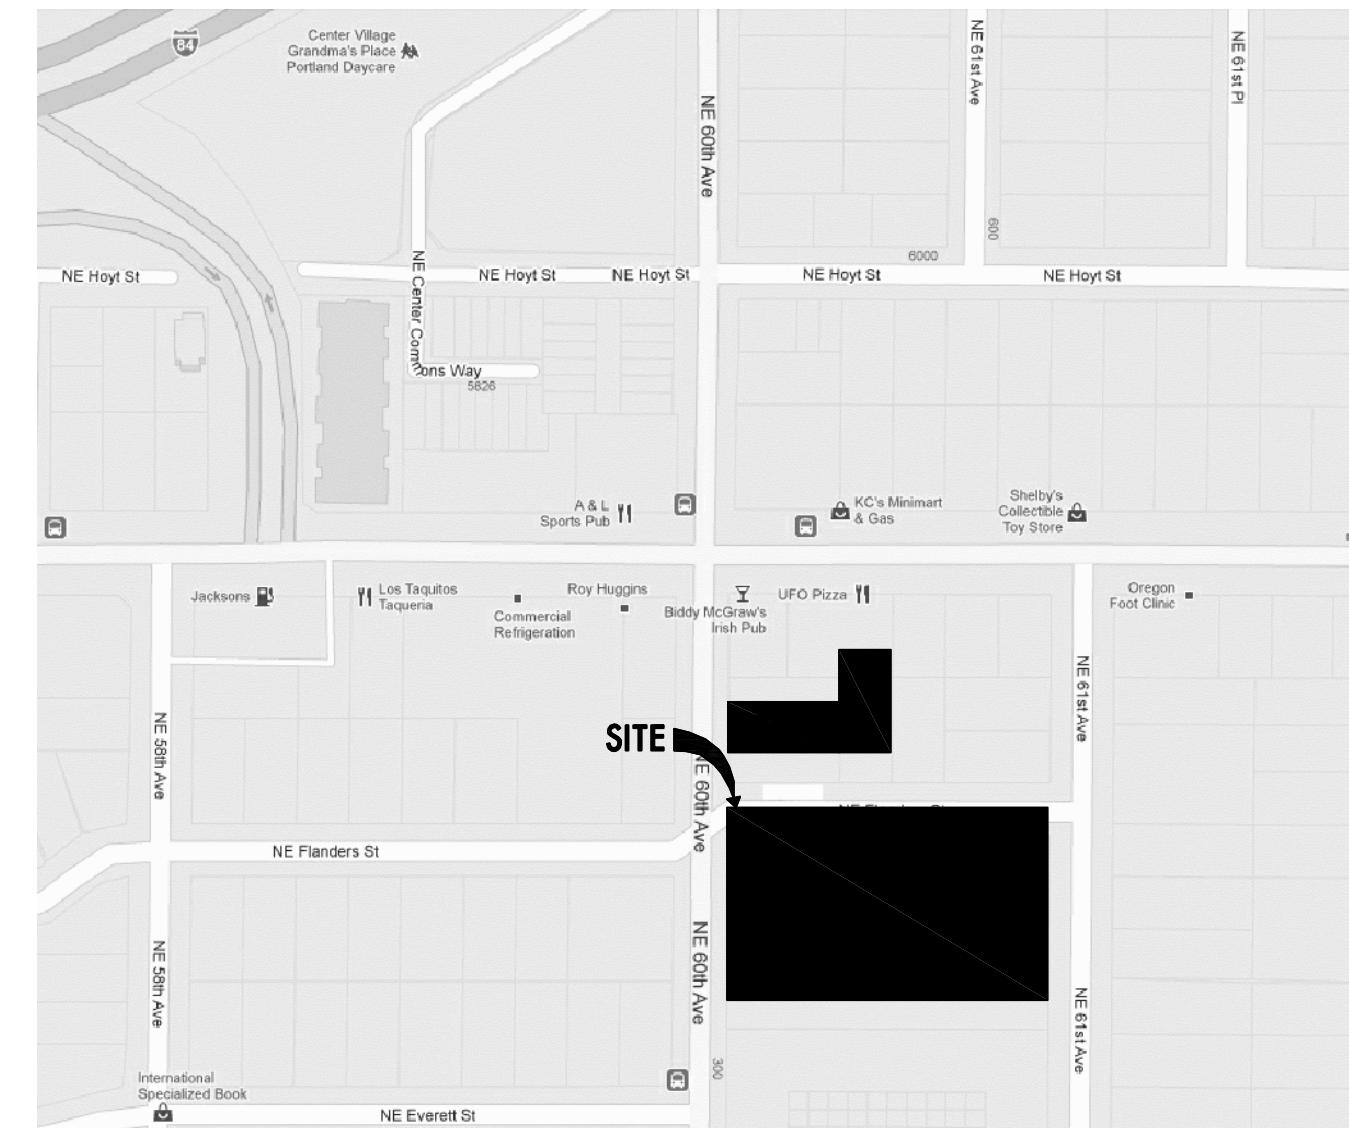 84
Center Village
Grandma's Place
Portland Daycare
NE 60th Ave
NE 61st Ave
NE 61st Pl
600
6000
NE Hoyt St
NE Hoyt St
NE Hoyt St
NE Hoyt St
NE Hoyt St
NE Center Commons Way
5826
A & L
Sports Pub
KC's Minimart
& Gas
Shelby's
Collectible
Toy Store
Jacksons
Los Taquitos
Taqueria
Commercial
Refrigeration
Roy Huggins
Biddy McGraw's
Irish Pub
UFO Pizza
Oregon
Foot Clinic
NE 58th Ave
SITE
NE 60th Ave
NE 61st Ave
NE Flanders St
NE 58th Ave
NE 60th Ave
NE 61st Ave
300
International
Specialized Book
NE Everett St